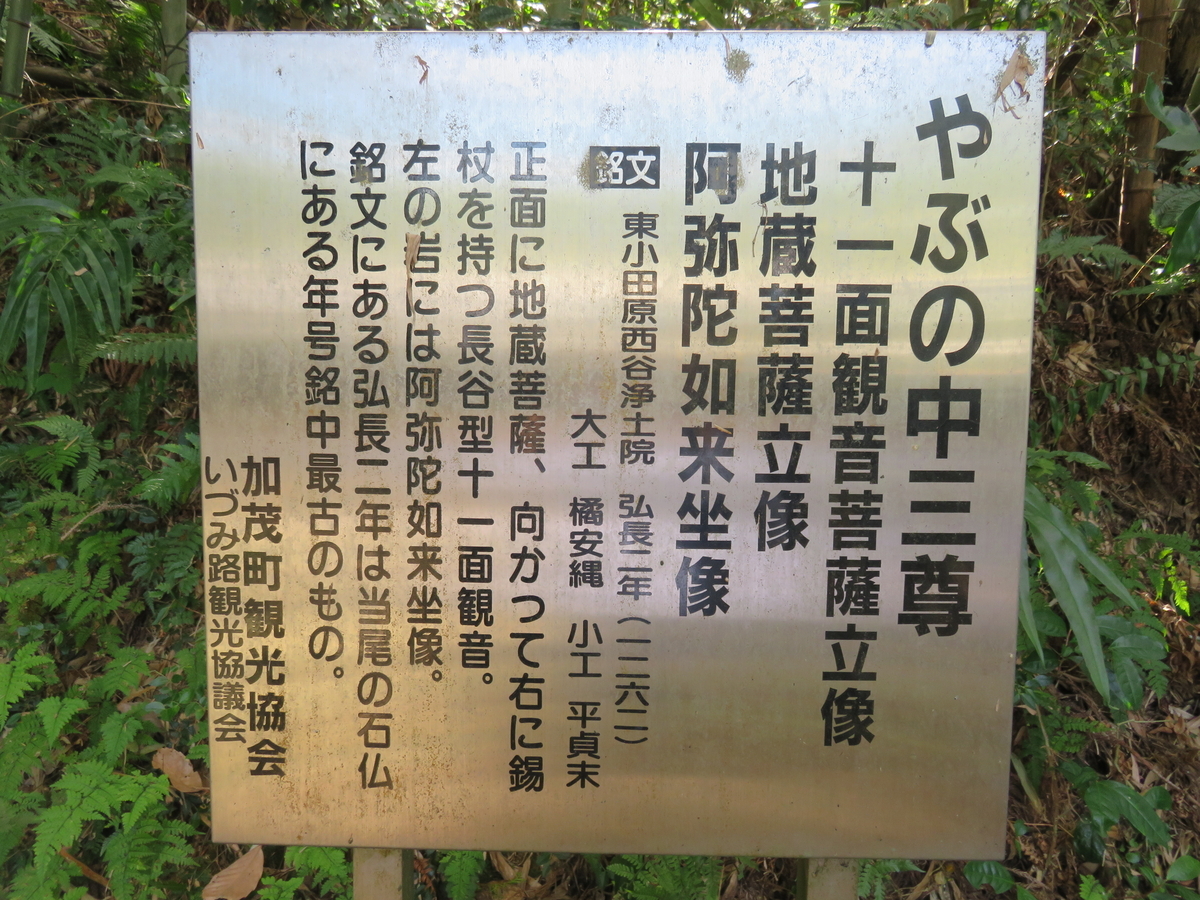 やぶの中三尊
十一面観音菩薩立像
地蔵菩薩立像
阿弥陀如来坐像
銘文 東小田原西谷浄土院 弘長二年(一二六二)
大工 橘安縄 小工 平貞末
正面に地蔵菩薩、向かって右に錫
杖を持つ長谷型十一面観音。
左の岩には阿弥陀如来坐像。
銘文にある弘長二年は当尾の石仏
にある年号銘中最古のもの。
加茂町観光協会
いづみ路観光協議会